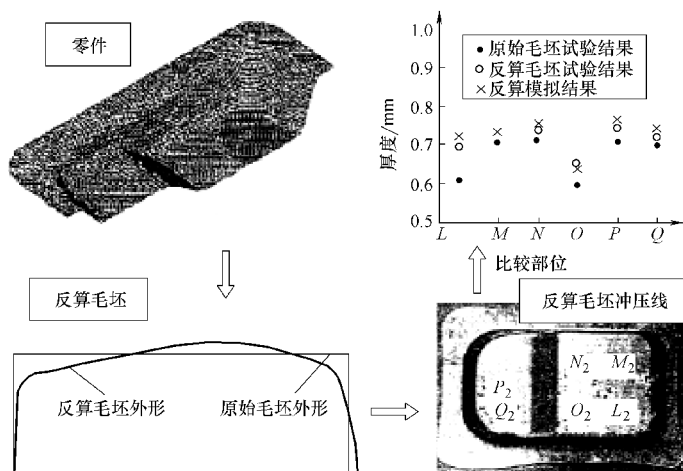 零件
1.0
0.9
0.8
0.7
0.6
0.5
厚度/mm
原始毛坯试验结果
反算毛坯试验结果
反算模拟结果
L M N O P Q
比较部位
反算毛坯
反算毛坯外形
原始毛坯外形
反算毛坯冲压线
N₂ M₂
P₂
Q₂ O₂ L₂